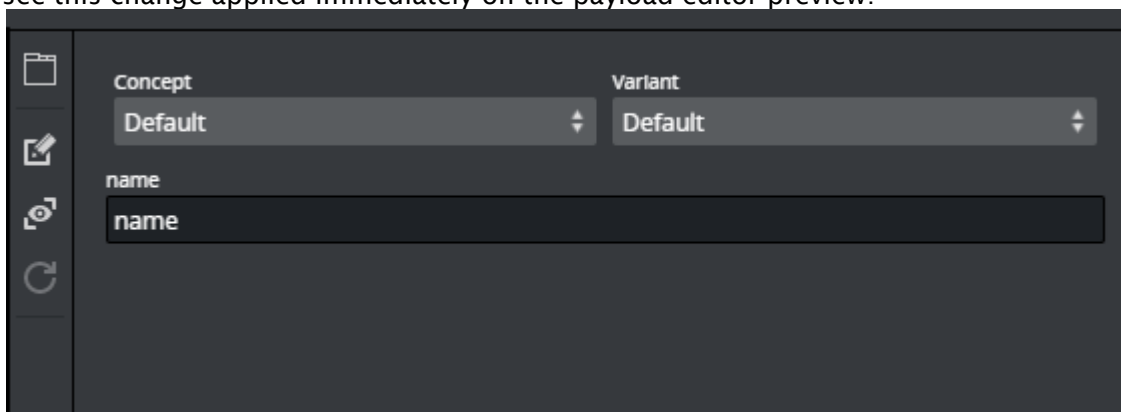 see this change applied immediately on the payload editor preview.
Concept
Variant
Default
Default
name
name